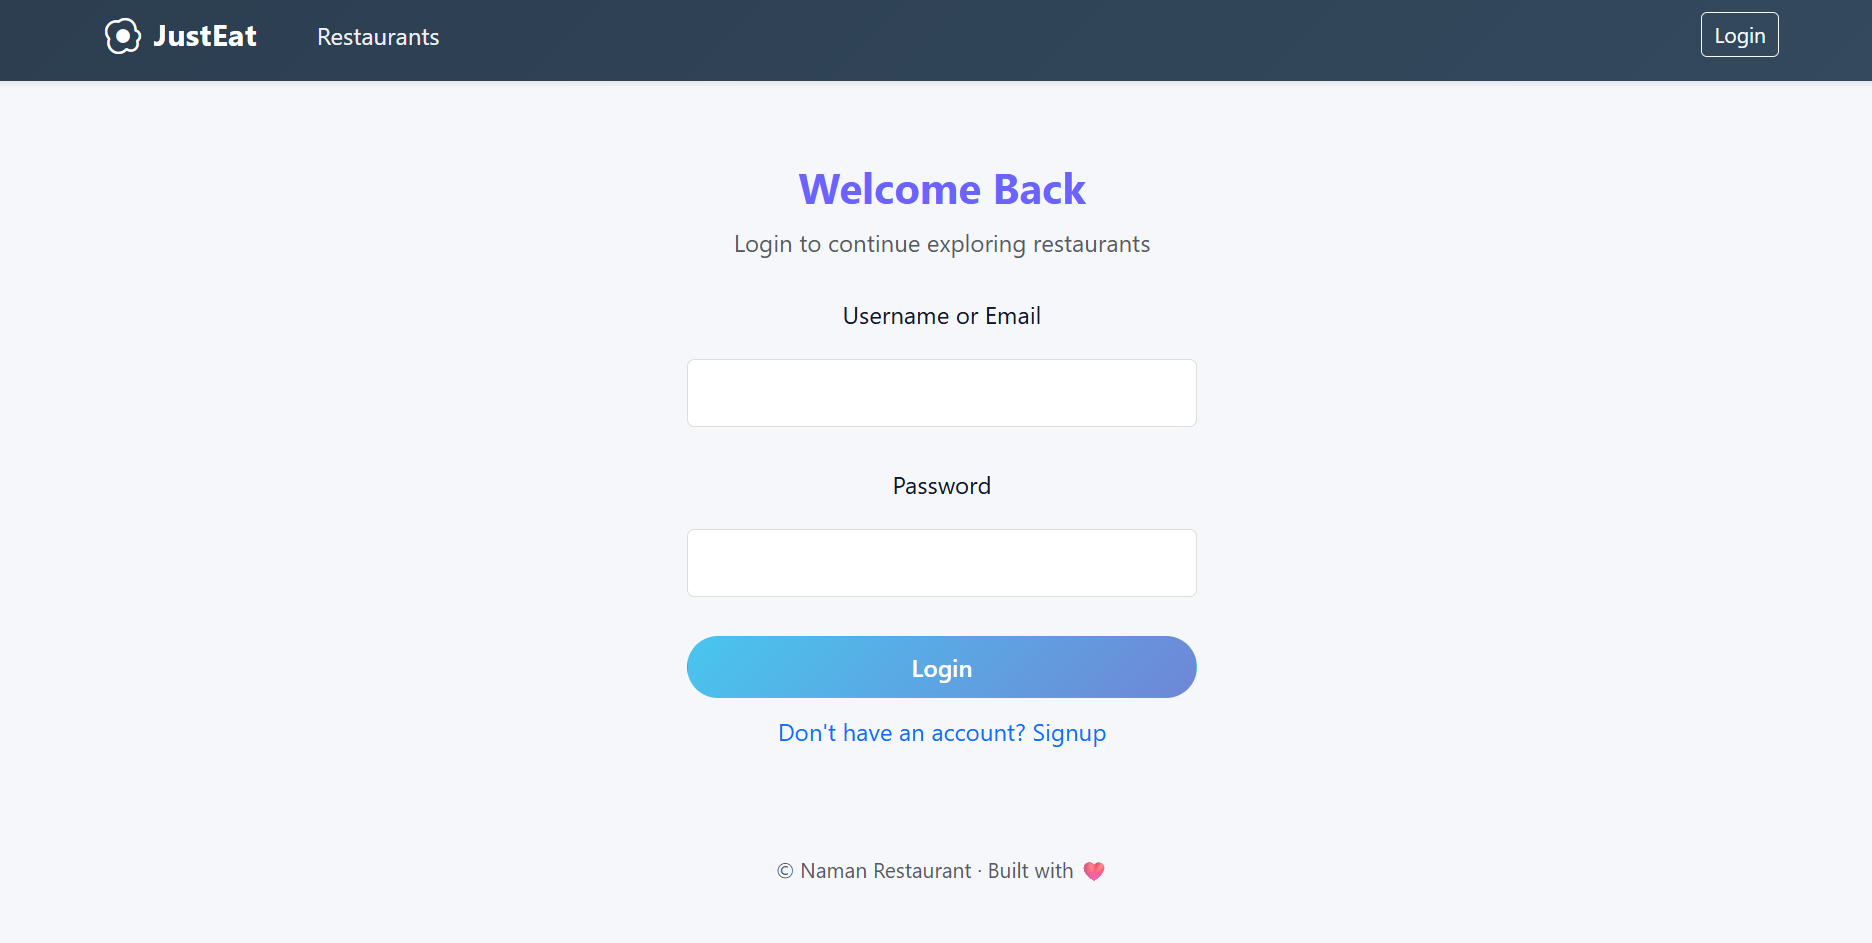 JustEat
Restaurants
Login
Welcome Back
Login to continue exploring restaurants
Username or Email
Password
Login
Don't have an account? Signup
© Naman Restaurant · Built with 💖